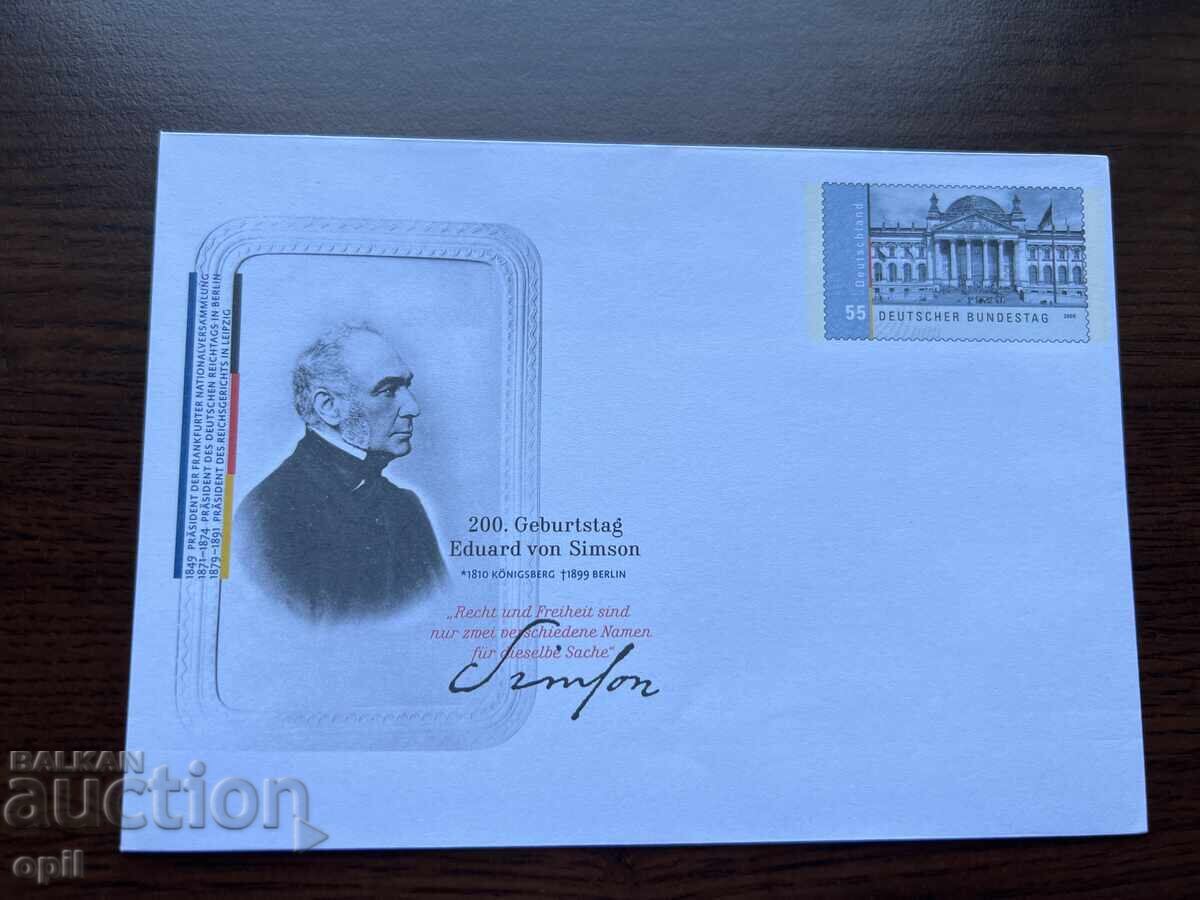 Deutschland
55
DEUTSCHER BUNDESTAG
2009
1849 PRÄSIDENT DER FRANKFURTER NATIONALVERSAMMLUNG
1871–1874 PRÄSIDENT DES DEUTSCHEN REICHTAGS IN BERLIN
1879–1891 PRÄSIDENT DES REICHSGERICHTS IN LEIPZIG
200. Geburtstag
Eduard von Simson
*1810 KÖNIGSBERG †1899 BERLIN
„Recht und Freiheit sind
nur zwei verschiedene Namen
für dieselbe Sache“
Simson
BALKAN
auction
opil